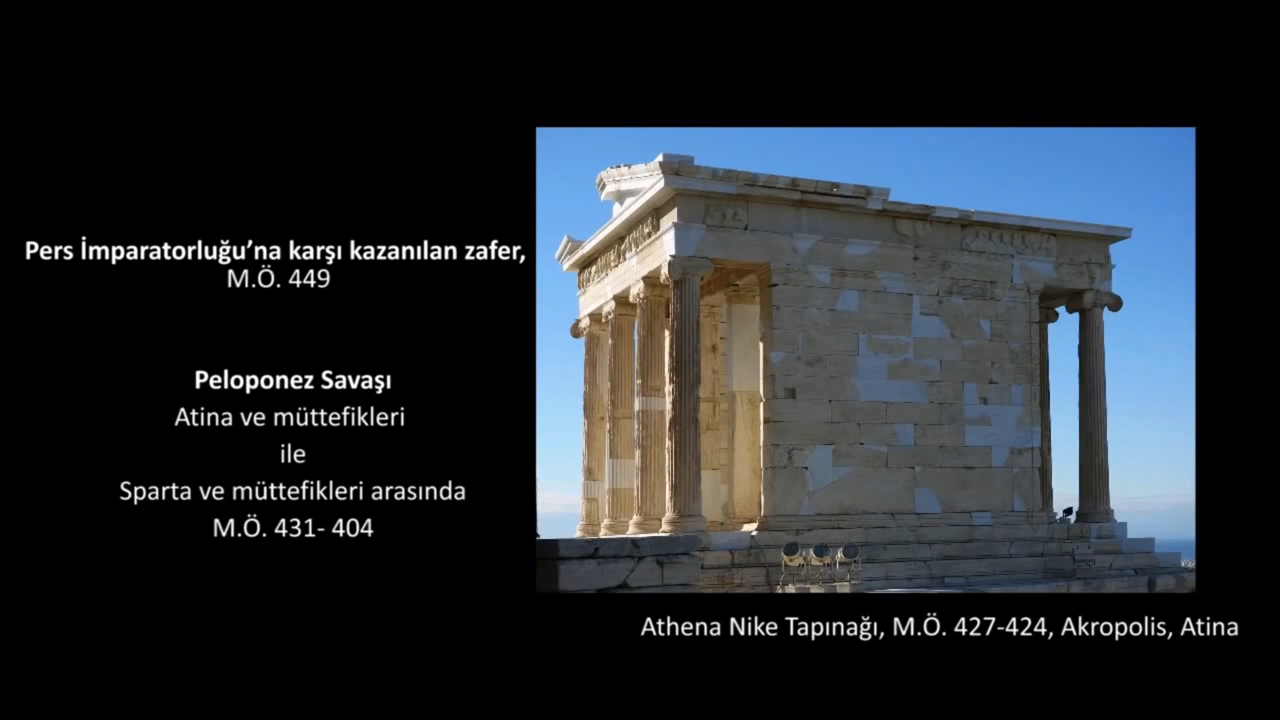 Pers İmparatorluğu’na karşı kazanılan zafer,
M.Ö. 449
Peloponez Savaşı
Atina ve müttefikleri
ile
Sparta ve müttefikleri arasında
M.Ö. 431- 404
Athena Nike Tapınağı, M.Ö. 427-424, Akropolis, Atina